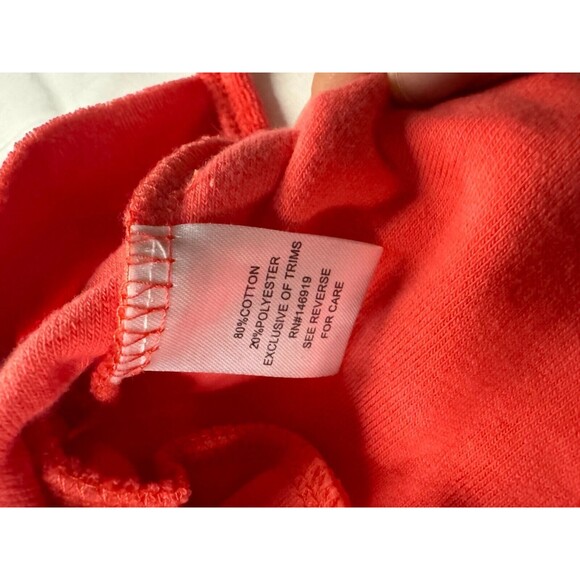 80%COTTON
20%POLYESTER
EXCLUSIVE OF TRIMS
RN#146919
SEE REVERSE
FOR CARE